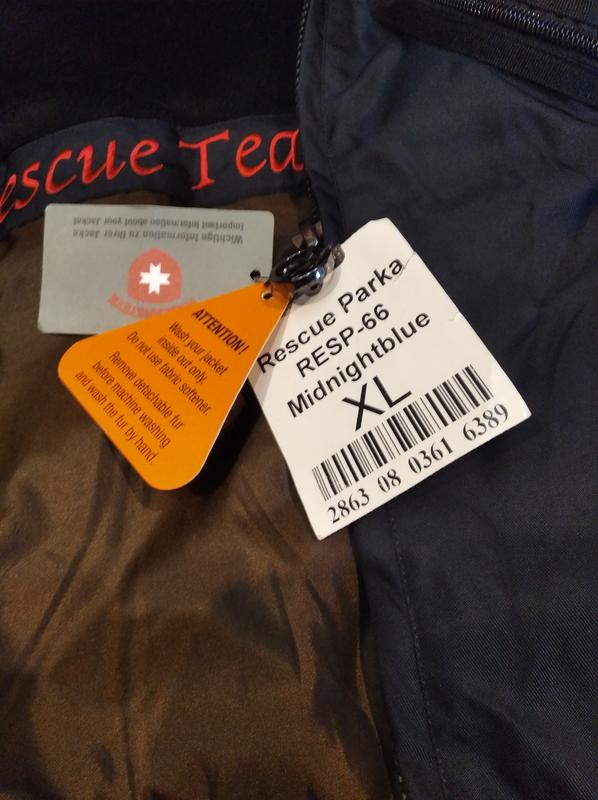 escue Tea
Wichtige Information zu Ihrer Jacke
Important Information about your Jacket
ATTENTION!
Wash your jacket
inside out only.
Do not use fabric softener.
Remove detachable fur
before machine washing
and wash the fur by hand.
Rescue Parka
RESP-66
Midnightblue
XL
2863 08 0361 6389